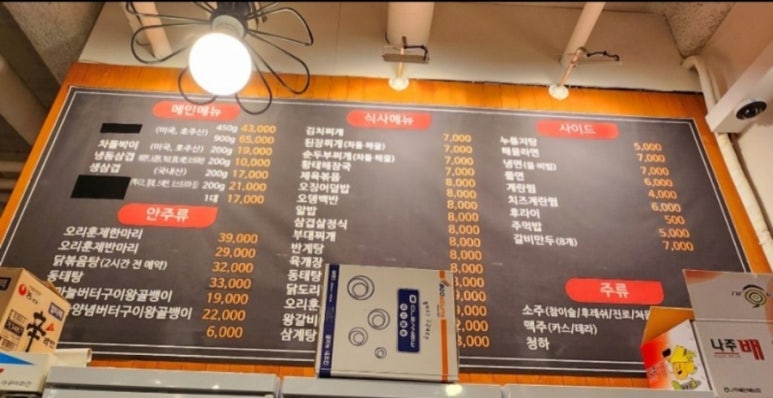 메인메뉴
(미국, 호주산) 450g 43,000
900g 65,000
차돌박이 (미국, 호주산) 200g 19,000
냉동삼겹 200g 10,000
생삼겹 (국내산) 200g 17,000
200g 21,000
1대 17,000
안주류
오리훈제한마리 39,000
오리훈제반마리 29,000
닭볶음탕(2시간 전 예약) 32,000
동태탕 33,000
마늘버터구이왕골뱅이 19,000
양념버터구이왕골뱅이 22,000
6,000
식사메뉴
김치찌개 7,000
된장찌개(차돌·해물) 7,000
순두부찌개(차돌·해물) 7,000
황태해장국 7,000
제육볶음 8,000
오징어덮밥 8,000
오뎅백반 8,000
알밥 8,000
삼겹살정식 8,000
부대찌개 8,000
반계탕 8,000
육개장
동태탕
닭도리
오리훈
왕갈비
삼계탕
사이드
누룽지탕 5,000
해물라면 7,000
냉면(물·비빔) 7,000
쫄면 7,000
계란찜 6,000
치즈계란찜 4,000
후라이 6,000
주먹밥 500
갈비만두(8개) 5,000
7,000
주류
소주(참이슬/후레쉬/진로/처음
맥주(카스/테라)
청하
辛
나주배